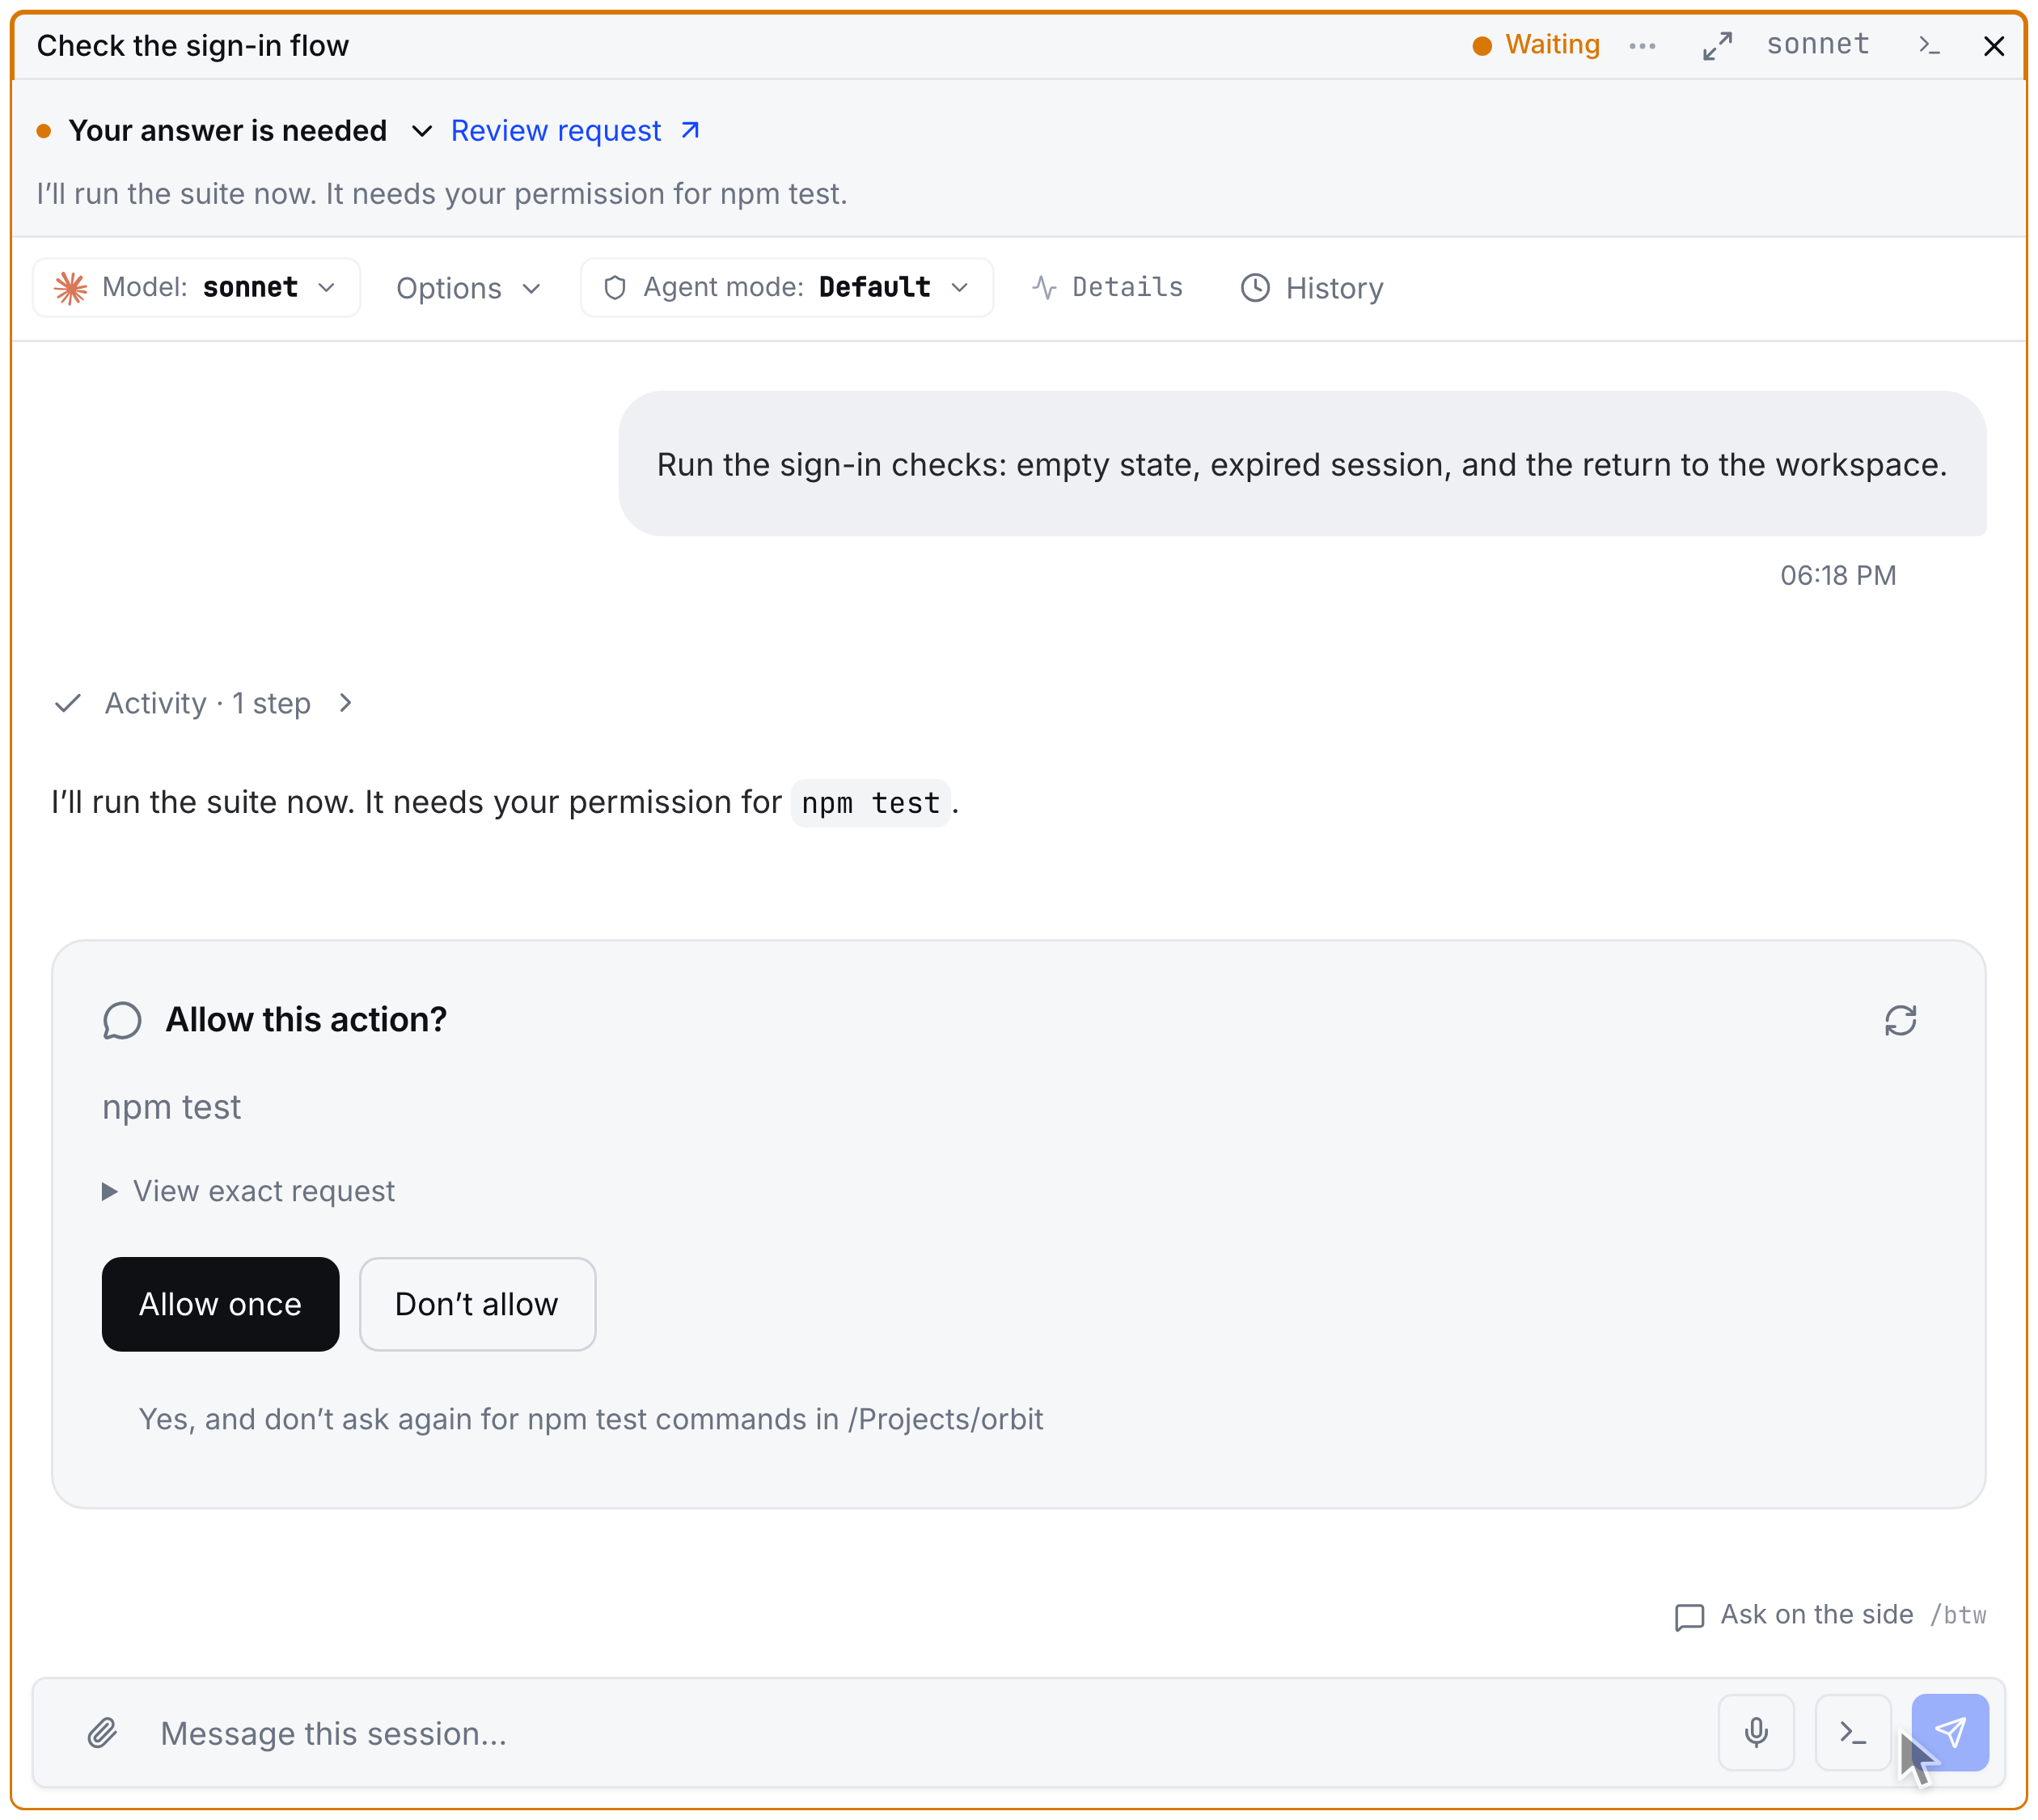 Check the sign-in flow
Waiting
sonnet
Your answer is needed
Review request
I’ll run the suite now. It needs your permission for npm test.
Model: sonnet
Options
Agent mode: Default
Details
History
Run the sign-in checks: empty state, expired session, and the return to the workspace.
06:18 PM
Activity · 1 step
I’ll run the suite now. It needs your permission for npm test.
Allow this action?
npm test
View exact request
Allow once
Don’t allow
Yes, and don’t ask again for npm test commands in /Projects/orbit
Ask on the side /btw
Message this session...